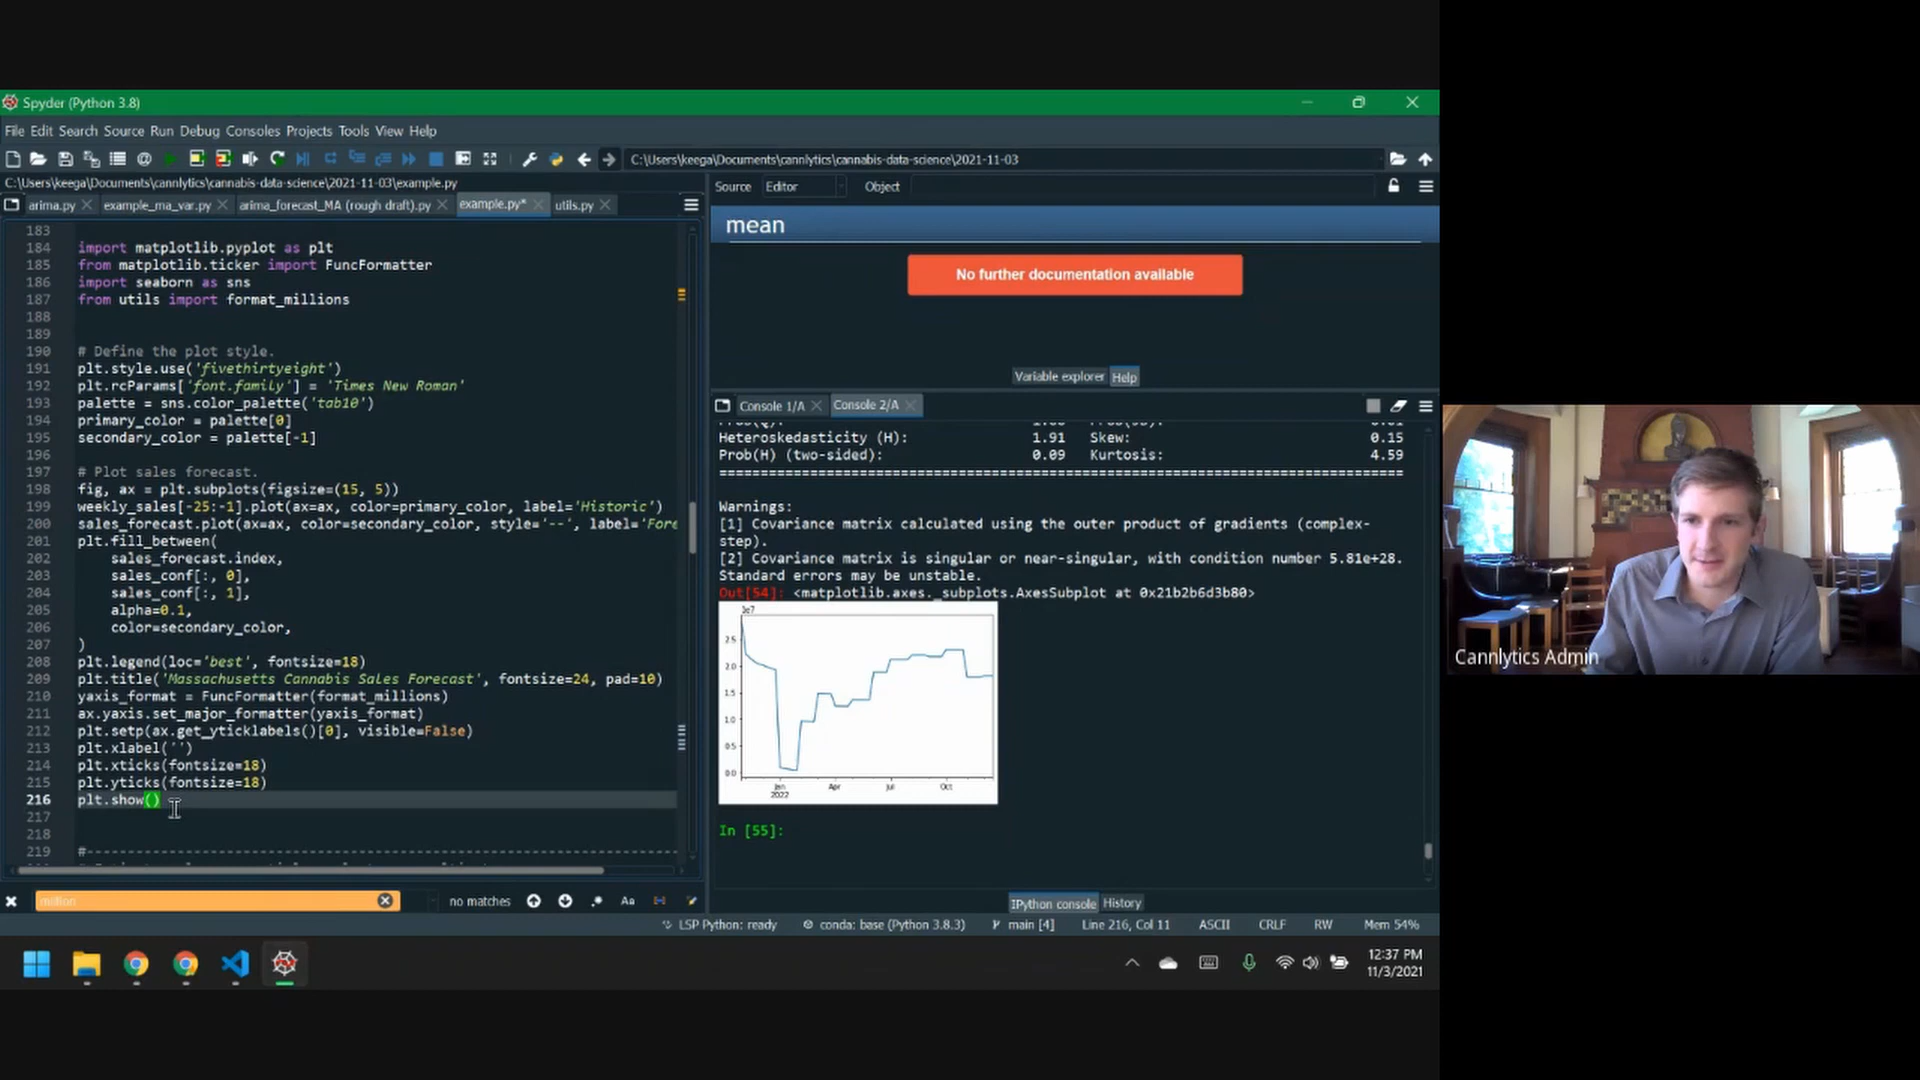 Spyder (Python 3.8)
File Edit Search Source Run Debug Consoles Projects Tools View Help
C:\Users\keega\Documents\cannlytics\cannabis-data-science\2021-11-03
C:\Users\keega\Documents\cannlytics\cannabis-data-science\2021-11-03\example.py
arima.py example_ma_var.py arima_forecast_MA (rough draft).py example.py* utils.py
183
184 import matplotlib.pyplot as plt
185 from matplotlib.ticker import FuncFormatter
186 import seaborn as sns
187 from utils import format_millions
188
189
190 # Define the plot style.
191 plt.style.use('fivethirtyeight')
192 plt.rcParams['font.family'] = 'Times New Roman'
193 palette = sns.color_palette('tab10')
194 primary_color = palette[0]
195 secondary_color = palette[-1]
196
197 # Plot sales forecast.
198 fig, ax = plt.subplots(figsize=(15, 5))
199 weekly_sales[-25:-1].plot(ax=ax, color=primary_color, label='Historic')
200 sales_forecast.plot(ax=ax, color=secondary_color, style='--', label='Fore
201 plt.fill_between(
202 sales_forecast.index,
203 sales_conf[:, 0],
204 sales_conf[:, 1],
205 alpha=0.1,
206 color=secondary_color,
207 )
208 plt.legend(loc='best', fontsize=18)
209 plt.title('Massachusetts Cannabis Sales Forecast', fontsize=24, pad=10)
210 yaxis_format = FuncFormatter(format_millions)
211 ax.yaxis.set_major_formatter(yaxis_format)
212 plt.setp(ax.get_yticklabels()[0], visible=False)
213 plt.xlabel('')
214 plt.xticks(fontsize=18)
215 plt.yticks(fontsize=18)
216 plt.show()
217
218
219 #----------------------------------------------------------------
million
no matches
Aa
Source Editor Object
mean
No further documentation available
Variable explorer Help
Console 1/A Console 2/A
Heteroskedasticity (H): 1.91 Skew: 0.15
Prob(H) (two-sided): 0.09 Kurtosis: 4.59
================================================================================
Warnings:
[1] Covariance matrix calculated using the outer product of gradients (complex-
step).
[2] Covariance matrix is singular or near-singular, with condition number 5.81e+28.
Standard errors may be unstable.
Out[54]: <matplotlib.axes._subplots.AxesSubplot at 0x21b2b6d3b80>
2.5
2.0
1.5
1.0
0.5
0.0
Jan Apr Jul Oct
2022
In [55]:
IPython console History
LSP Python: ready conda: base (Python 3.8.3) main [4] Line 216, Col 11 ASCII CRLF RW Mem 54%
12:37 PM
11/3/2021
Cannlytics Admin